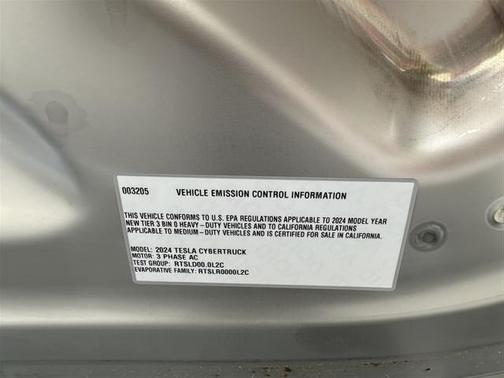 003205 VEHICLE EMISSION CONTROL INFORMATION
THIS VEHICLE CONFORMS TO U.S. EPA REGULATIONS APPLICABLE TO 2024 MODEL YEAR
NEW TIER 3 BIN 0 HEAVY-DUTY VEHICLES AND TO CALIFORNIA REGULATIONS
APPLICABLE TO MEDIUM-DUTY VEHICLES AND IS CERTIFIED FOR SALE IN CALIFORNIA.
MODEL: 2024 TESLA CYBERTRUCK
MOTOR: 3 PHASE AC
TEST GROUP: RTSLD00.0L2C
EVAPORATIVE FAMILY: RTSLR0000L2C